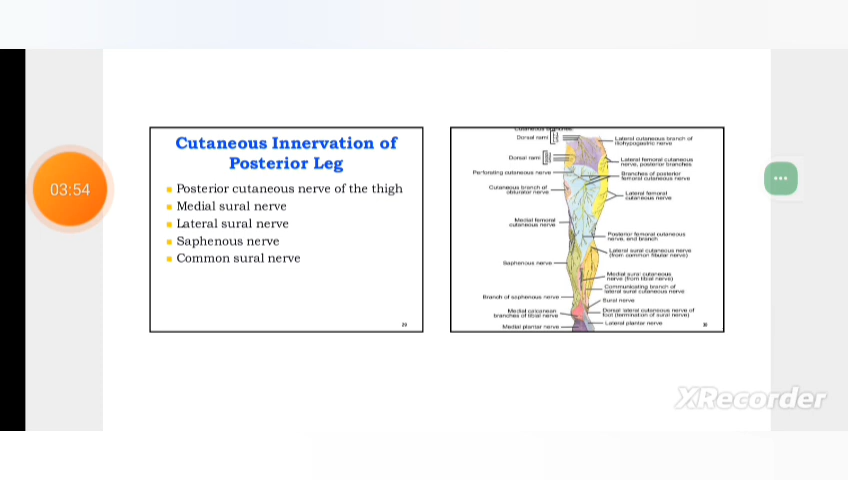 03:54
Cutaneous Innervation of
Posterior Leg
Posterior cutaneous nerve of the thigh
Medial sural nerve
Lateral sural nerve
Saphenous nerve
Common sural nerve
29
Dorsal rami
Dorsal rami
Perforating cutaneous nerve
Cutaneous branch of
obturator nerve
Medial femoral
cutaneous nerve
Saphenous nerve
Branch of saphenous nerve
Medial calcanean
branches of tibial nerve
Medial plantar nerve
Lateral cutaneous branch of
iliohypogastric nerve
Lateral femoral cutaneous
nerve, posterior branches
Branches of posterior
femoral cutaneous nerve
Lateral femoral
cutaneous nerve
Posterior femoral cutaneous
nerve, end branch
Lateral sural cutaneous nerve
(from common fibular nerve)
Medial sural cutaneous
nerve (from tibial nerve)
Communicating branch of
lateral sural cutaneous nerve
Sural nerve
Dorsal lateral cutaneous nerve of
foot (termination of sural nerve)
Lateral plantar nerve
XRecorder